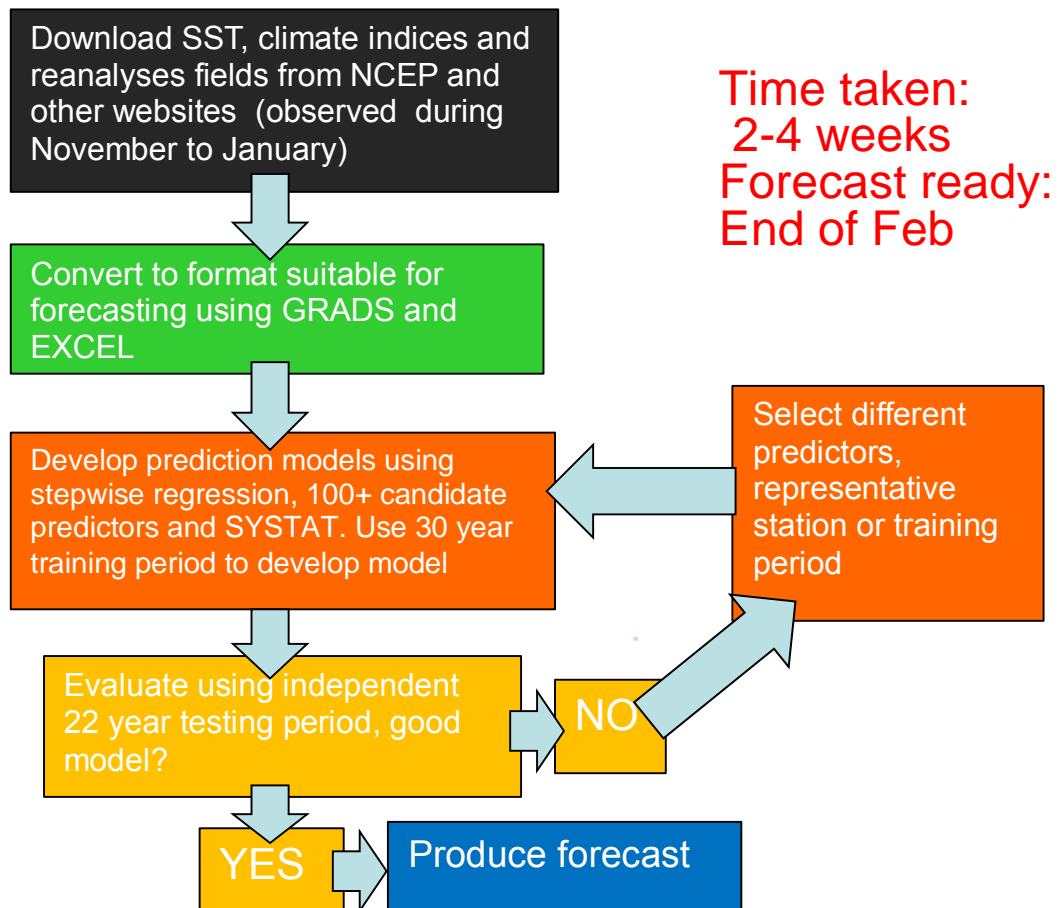 Download SST, climate indices and
reanalyses fields from NCEP and
other websites (observed during
November to January)
Time taken:
2-4 weeks
Forecast ready:
End of Feb
Convert to format suitable for
forecasting using GRADS and
EXCEL
Develop prediction models using
stepwise regression, 100+ candidate
predictors and SYSTAT. Use 30 year
training period to develop model
Select different
predictors,
representative
station or training
period
Evaluate using independent
22 year testing period, good
model?
NO
YES
Produce forecast